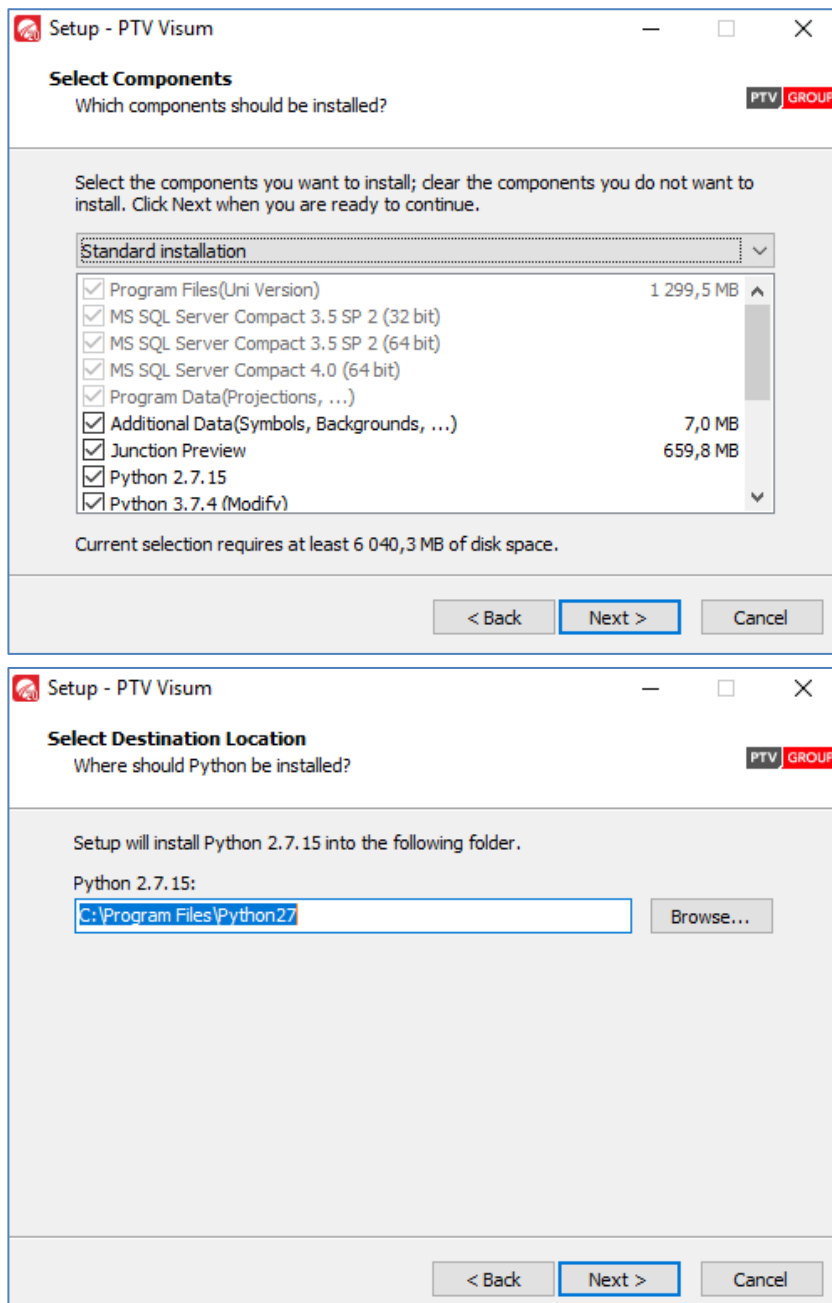 Setup - PTV Visum
Select Components
Which components should be installed?
PTV GROUP
Select the components you want to install; clear the components you do not want to
install. Click Next when you are ready to continue.
Standard installation
Program Files(Uni Version) 1 299,5 MB
MS SQL Server Compact 3.5 SP 2 (32 bit)
MS SQL Server Compact 3.5 SP 2 (64 bit)
MS SQL Server Compact 4.0 (64 bit)
Program Data(Projections, ...)
Additional Data(Symbols, Backgrounds, ...) 7,0 MB
Junction Preview 659,8 MB
Python 2.7.15
Python 3.7.4 (Modify)
Current selection requires at least 6 040,3 MB of disk space.
< Back Next > Cancel
Setup - PTV Visum
Select Destination Location
Where should Python be installed?
PTV GROUP
Setup will install Python 2.7.15 into the following folder.
Python 2.7.15:
C:\Program Files\Python27 Browse...
< Back Next > Cancel